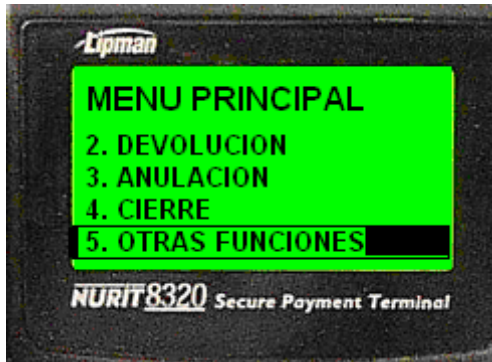 Lipman
MENU PRINCIPAL
2. DEVOLUCION
3. ANULACION
4. CIERRE
5. OTRAS FUNCIONES
NURIT 8320 Secure Payment Terminal